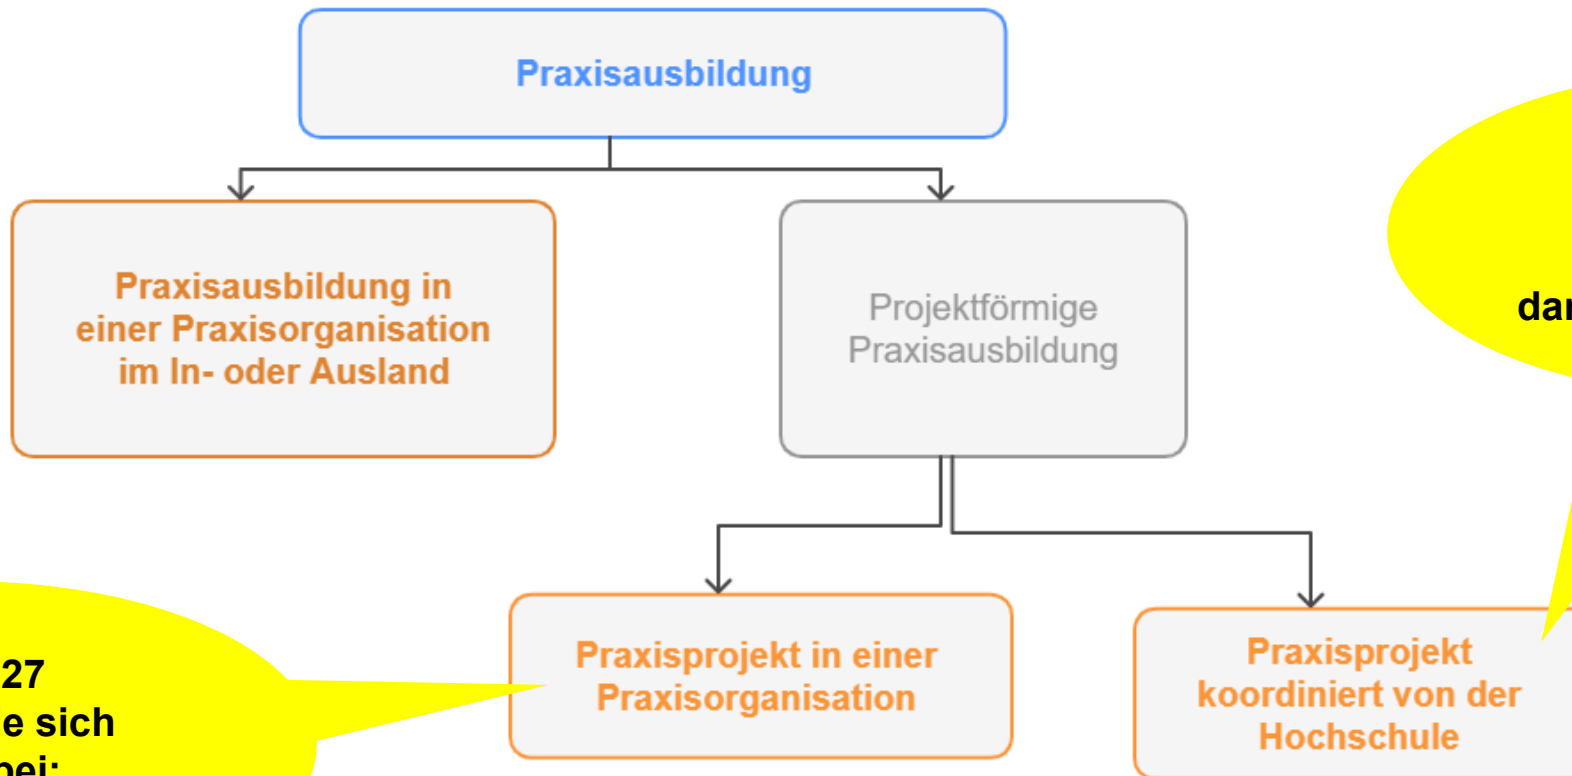 Praxisausbildung
Praxisausbildung in
einer Praxisorganisation
im In- oder Ausland
Projektförmige
Praxisausbildung
Praxisprojekt in einer
Praxisorganisation
Praxisprojekt
koordiniert von der
Hochschule
27
sich